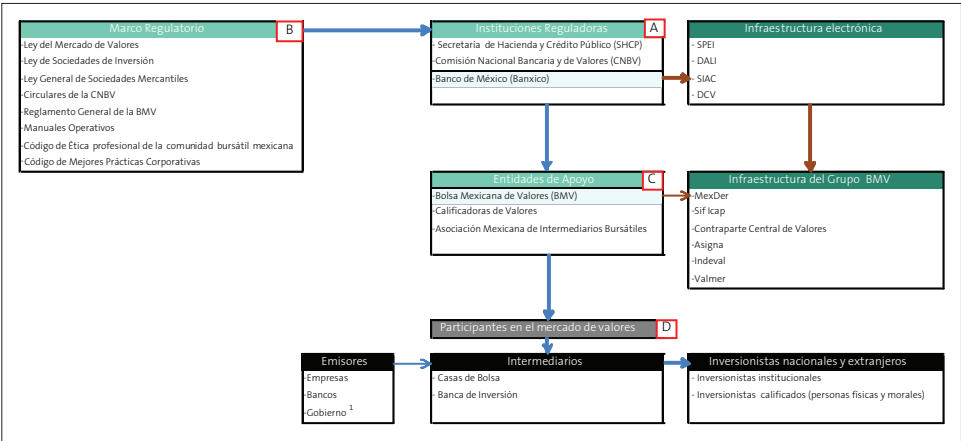 Marco Regulatorio
B
-Ley del Mercado de Valores
-Ley de Sociedades de Inversión
-Ley General de Sociedades Mercantiles
-Circulares de la CNBV
-Reglamento General de la BMV
-Manuales Operativos
-Código de Ética profesional de la comunidad bursátil mexicana
-Código de Mejores Prácticas Corporativas
Instituciones Reguladoras
A
- Secretaría de Hacienda y Crédito Público (SHCP)
-Comisión Nacional Bancaria y de Valores (CNBV)
-Banco de México (Banxico)
Infraestructura electrónica
- SPEI
- DALI
- SIAC
- DCV
Entidades de Apoyo
C
-Bolsa Mexicana de Valores (BMV)
-Calificadoras de Valores
-Asociación Mexicana de Intermediarios Bursátiles
Infraestructura del Grupo BMV
-MexDer
-Sif Icap
-Contraparte Central de Valores
-Asigna
-Indeval
-Valmer
Participantes en el mercado de valores
D
Emisores
-Empresas
-Bancos
-Gobierno 1
Intermediarios
- Casas de Bolsa
- Banca de Inversión
Inversionistas nacionales y extranjeros
- Inversionistas institucionales
- Inversionistas calificados (personas físicas y morales)